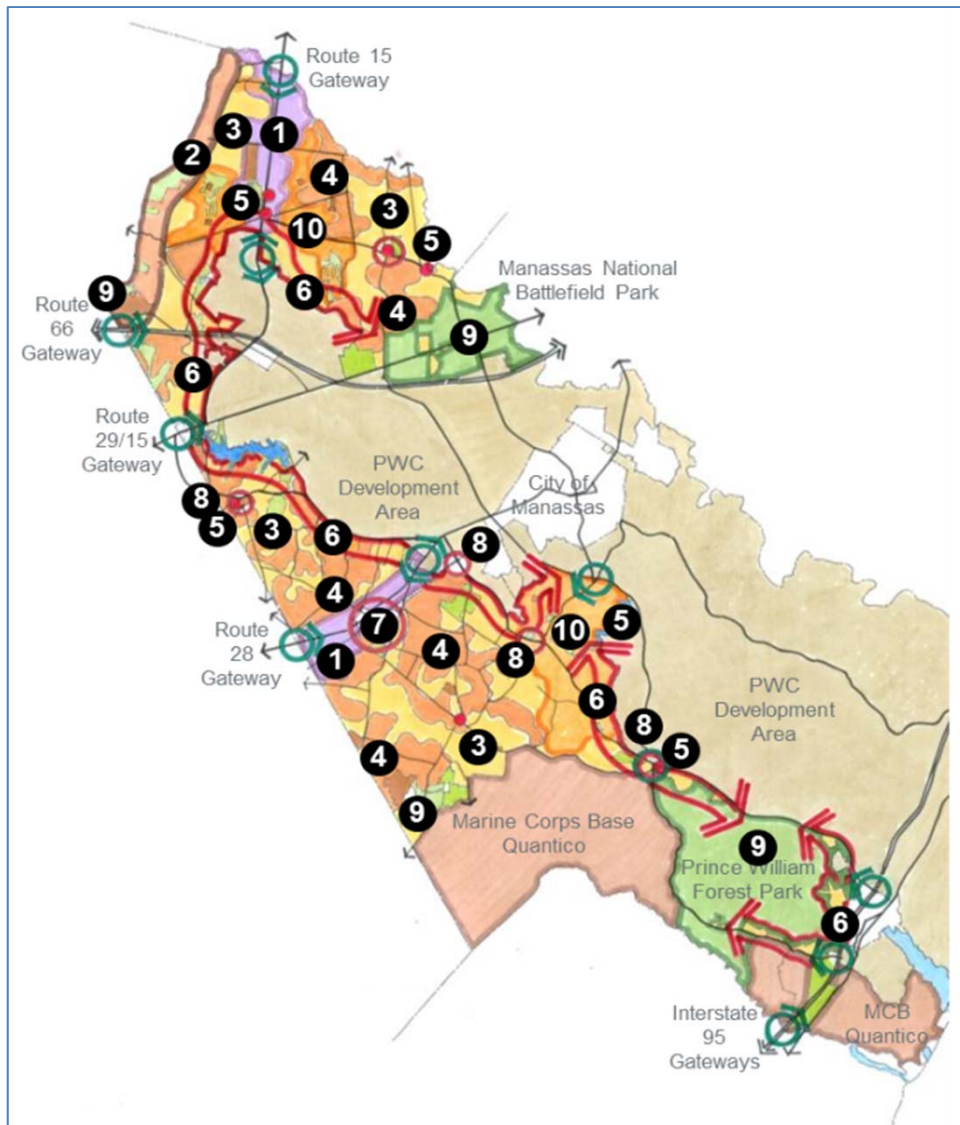 Route 15
Gateway
3
1
2
4
5
3
10
5
6
Manassas National
Battlefield Park
9
4
9
Route
66
Gateway
6
Route
29/15
Gateway
PWC
Development
Area
City of
Manassas
8
5
3
6
8
4
7
10
5
Route
28
Gateway
1
4
8
6
PWC
Development
Area
3
8
5
4
9
Marine Corps Base
Quantico
9
Prince William
Forest Park
6
Interstate
95
Gateways
MCB
Quantico